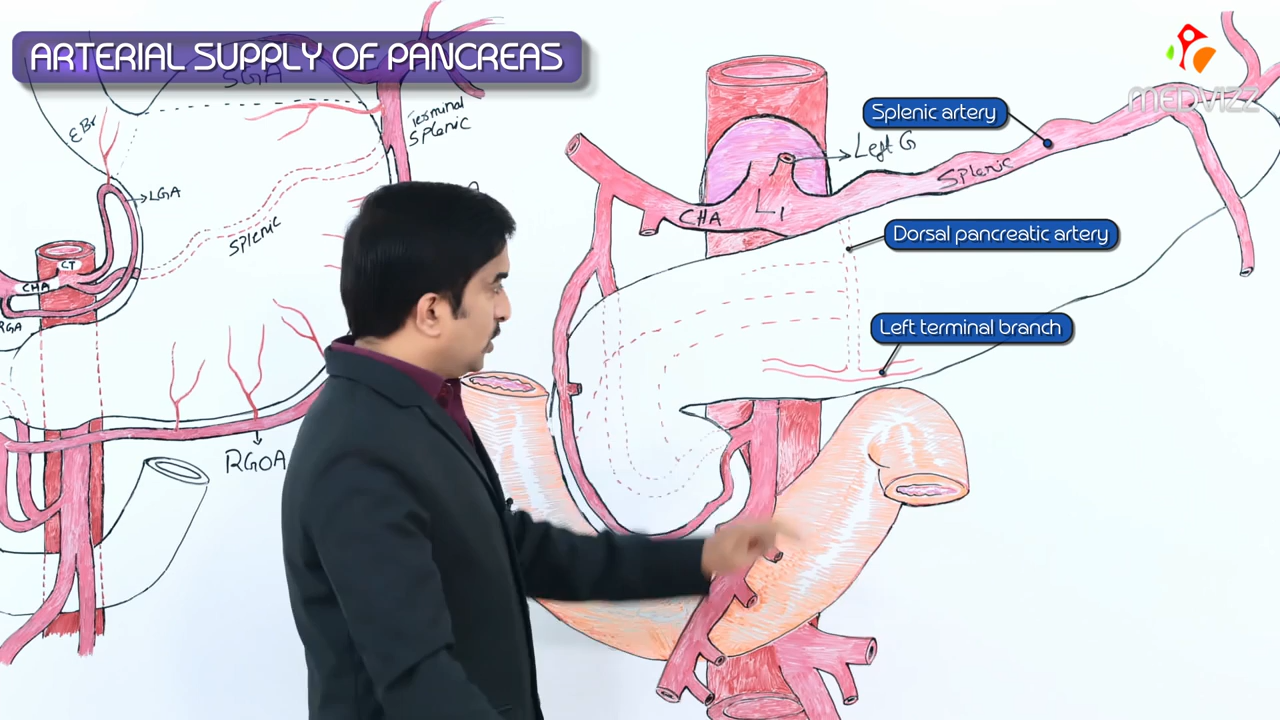 ARTERIAL SUPPLY OF PANCREAS
MEDVIZZ
SGA
EBr
Terminal
Splenic
LGA
Splenic
CT
CHA
RGA
RGOA
Splenic artery
Left G
Splenic
CHA
L1
Dorsal pancreatic artery
Left terminal branch